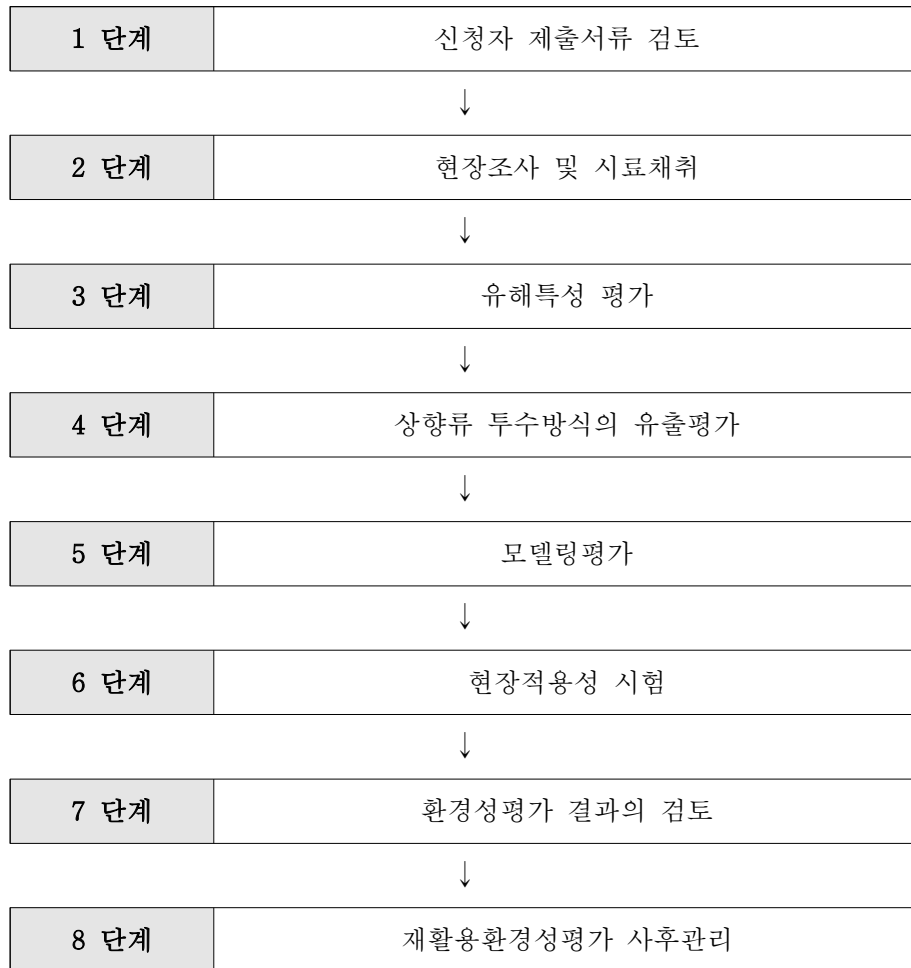 1 단계 신청자 제출서류 검토
↓
2 단계 현장조사 및 시료채취
↓
3 단계 유해특성 평가
↓
4 단계 상향류 투수방식의 유출평가
↓
5 단계 모델링평가
↓
6 단계 현장적용성 시험
↓
7 단계 환경성평가 결과의 검토
↓
8 단계 재활용환경성평가 사후관리